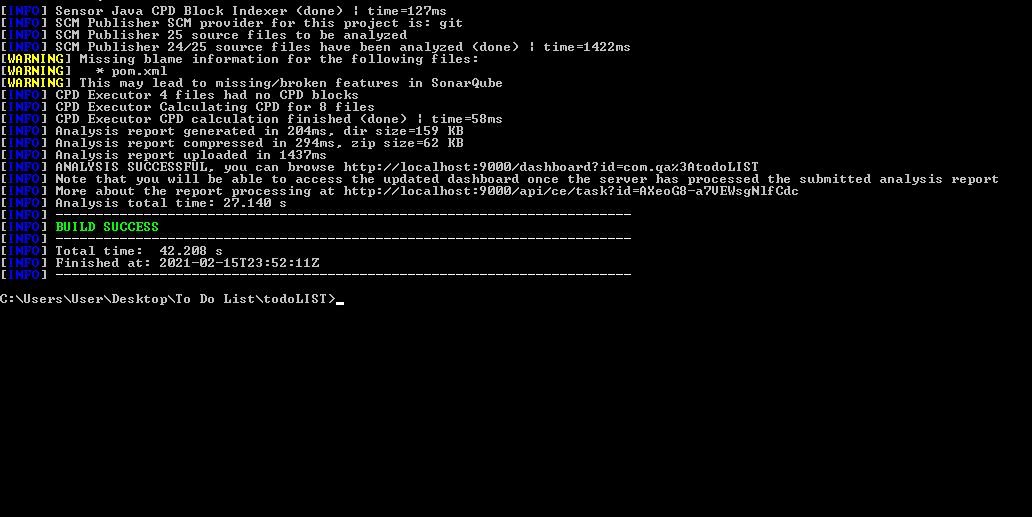 [INFO] Sensor Java CPD Block Indexer (done) | time=127ms
[INFO] SCM Publisher SCM provider for this project is: git
[INFO] SCM Publisher 25 source files to be analyzed
[INFO] SCM Publisher 24/25 source files have been analyzed (done) | time=1422ms
[WARNING] Missing blame information for the following files:
[WARNING]   * pom.xml
[WARNING] This may lead to missing/broken features in SonarQube
[INFO] CPD Executor 4 files had no CPD blocks
[INFO] CPD Executor Calculating CPD for 8 files
[INFO] CPD Executor CPD calculation finished (done) | time=58ms
[INFO] Analysis report generated in 204ms, dir size=159 KB
[INFO] Analysis report compressed in 294ms, zip size=62 KB
[INFO] Analysis report uploaded in 1437ms
[INFO] ANALYSIS SUCCESSFUL, you can browse http://localhost:9000/dashboard?id=com.qa%3AtodoLIST
[INFO] Note that you will be able to access the updated dashboard once the server has processed the submitted analysis report
[INFO] More about the report processing at http://localhost:9000/api/ce/task?id=AXeoG8-a7UEWsgNlfCdc
[INFO] Analysis total time: 27.140 s
[INFO] ------------------------------------------------------------------------
[INFO] BUILD SUCCESS
[INFO] ------------------------------------------------------------------------
[INFO] Total time:  42.208 s
[INFO] Finished at: 2021-02-15T23:52:11Z
[INFO] ------------------------------------------------------------------------
C:\Users\User\Desktop\To Do List\todoLIST>